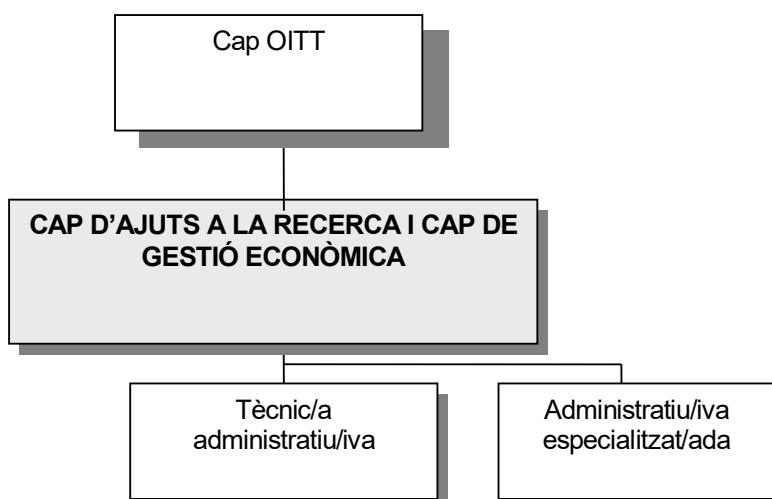 Cap OITT
CAP D’AJUTS A LA RECERCA I CAP DE
GESTIÓ ECONÒMICA
Tècnic/a
administratiu/iva
Administratiu/iva
especialitzat/ada